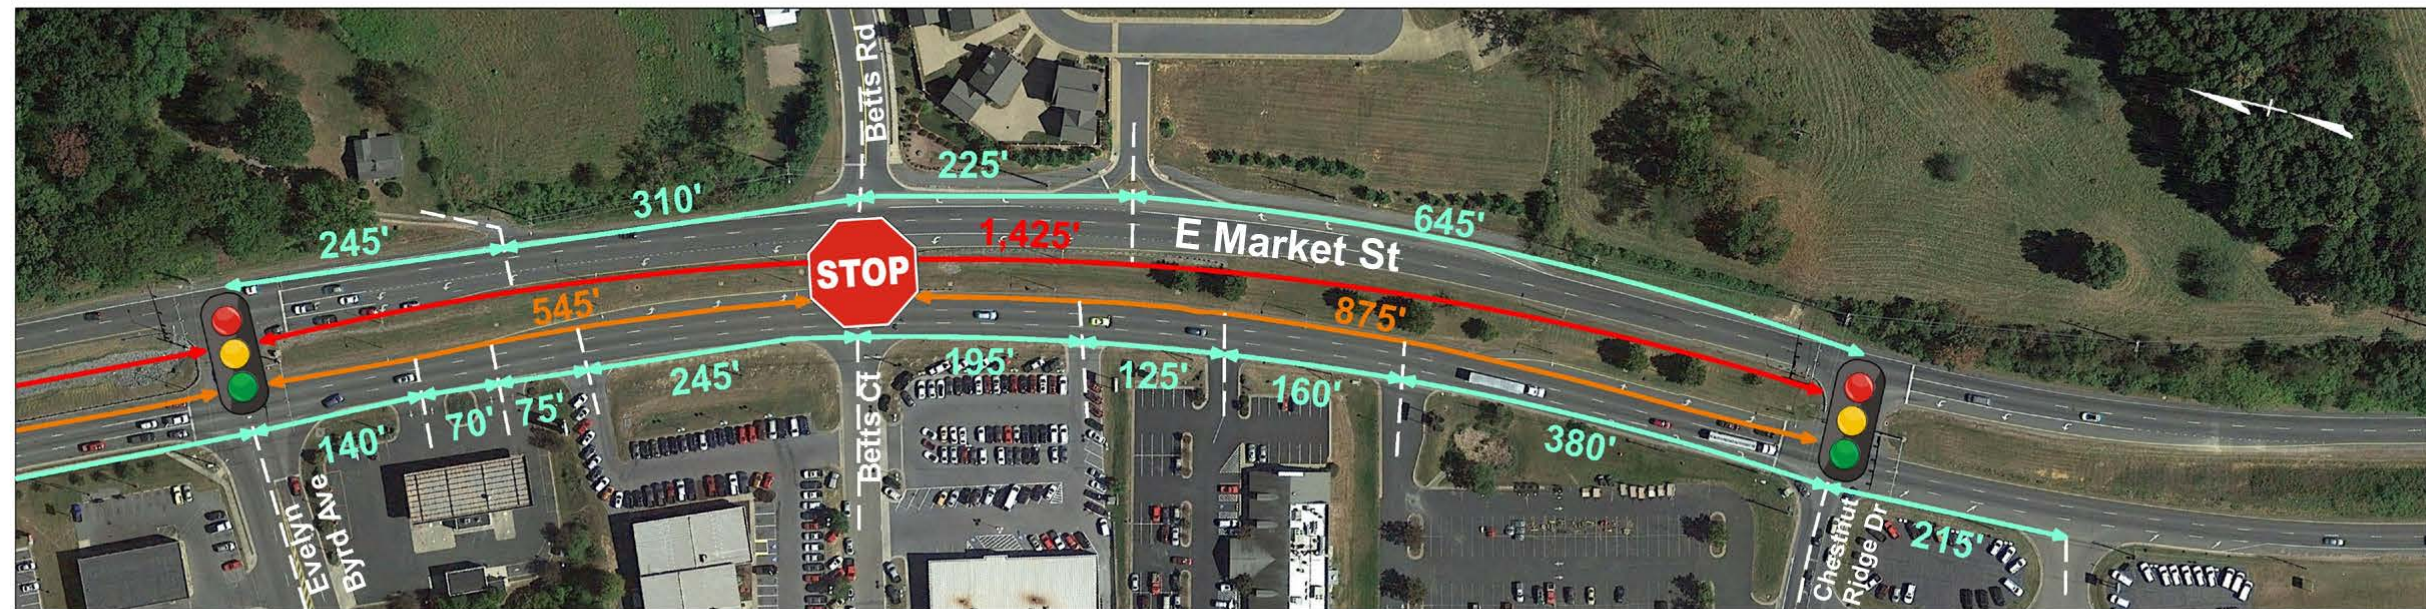 Betts Rd
225'
310'
245'
645'
1,425'
E Market St
STOP
545'
875'
195'
125'
160'
245'
75'
70'
140'
380'
Betts Ct
215'
Evelyn
Byrd Ave
Chestnut
Ridge Dr